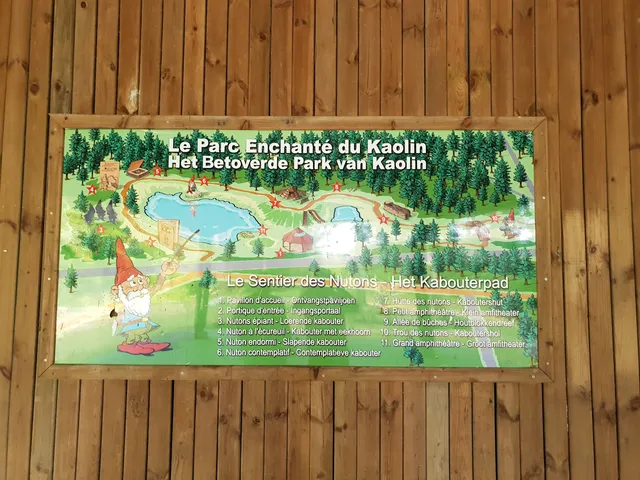 Le Parc Enchanté du Kaolin
Het Betoverde Park van Kaolin
Le Sentier des Nutons - Het Kabouterpad
1. Pavillon d'accueil - Ontvangstpaviljoen
2. Portique d'entrée - Ingangsportaal
3. Nutons épiant - Loerende kabouter
4. Nuton à l'écureuil - Kabouter met eekhoorn
5. Nuton endormi - Slapende kabouter
6. Nuton contemplatif - Contemplatieve kabouter
7. Hutte des nutons - Kaboutershut
8. Petit amphithéâtre - Klein amfitheater
9. Allée de bûches - Houtblokkendreef
10. Trou des nutons - Kaboutershol
11. Grand amphithéâtre - Groot amfitheater